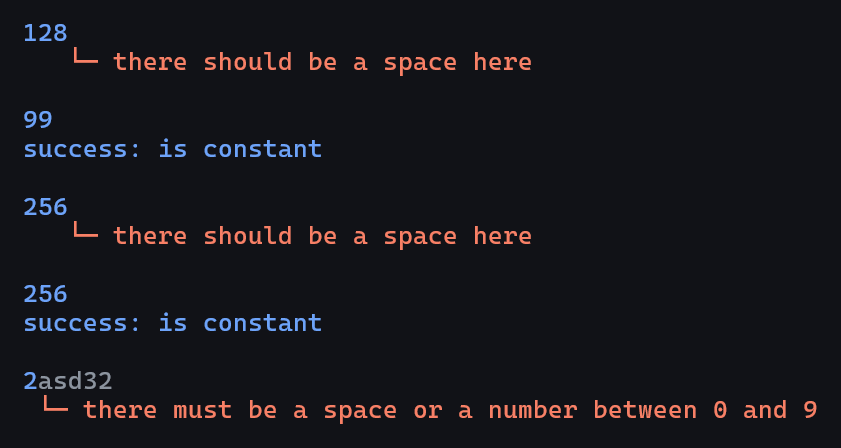 128
└─ there should be a space here
99
success: is constant
256
└─ there should be a space here
256
success: is constant
2asd32
└─ there must be a space or a number between 0 and 9